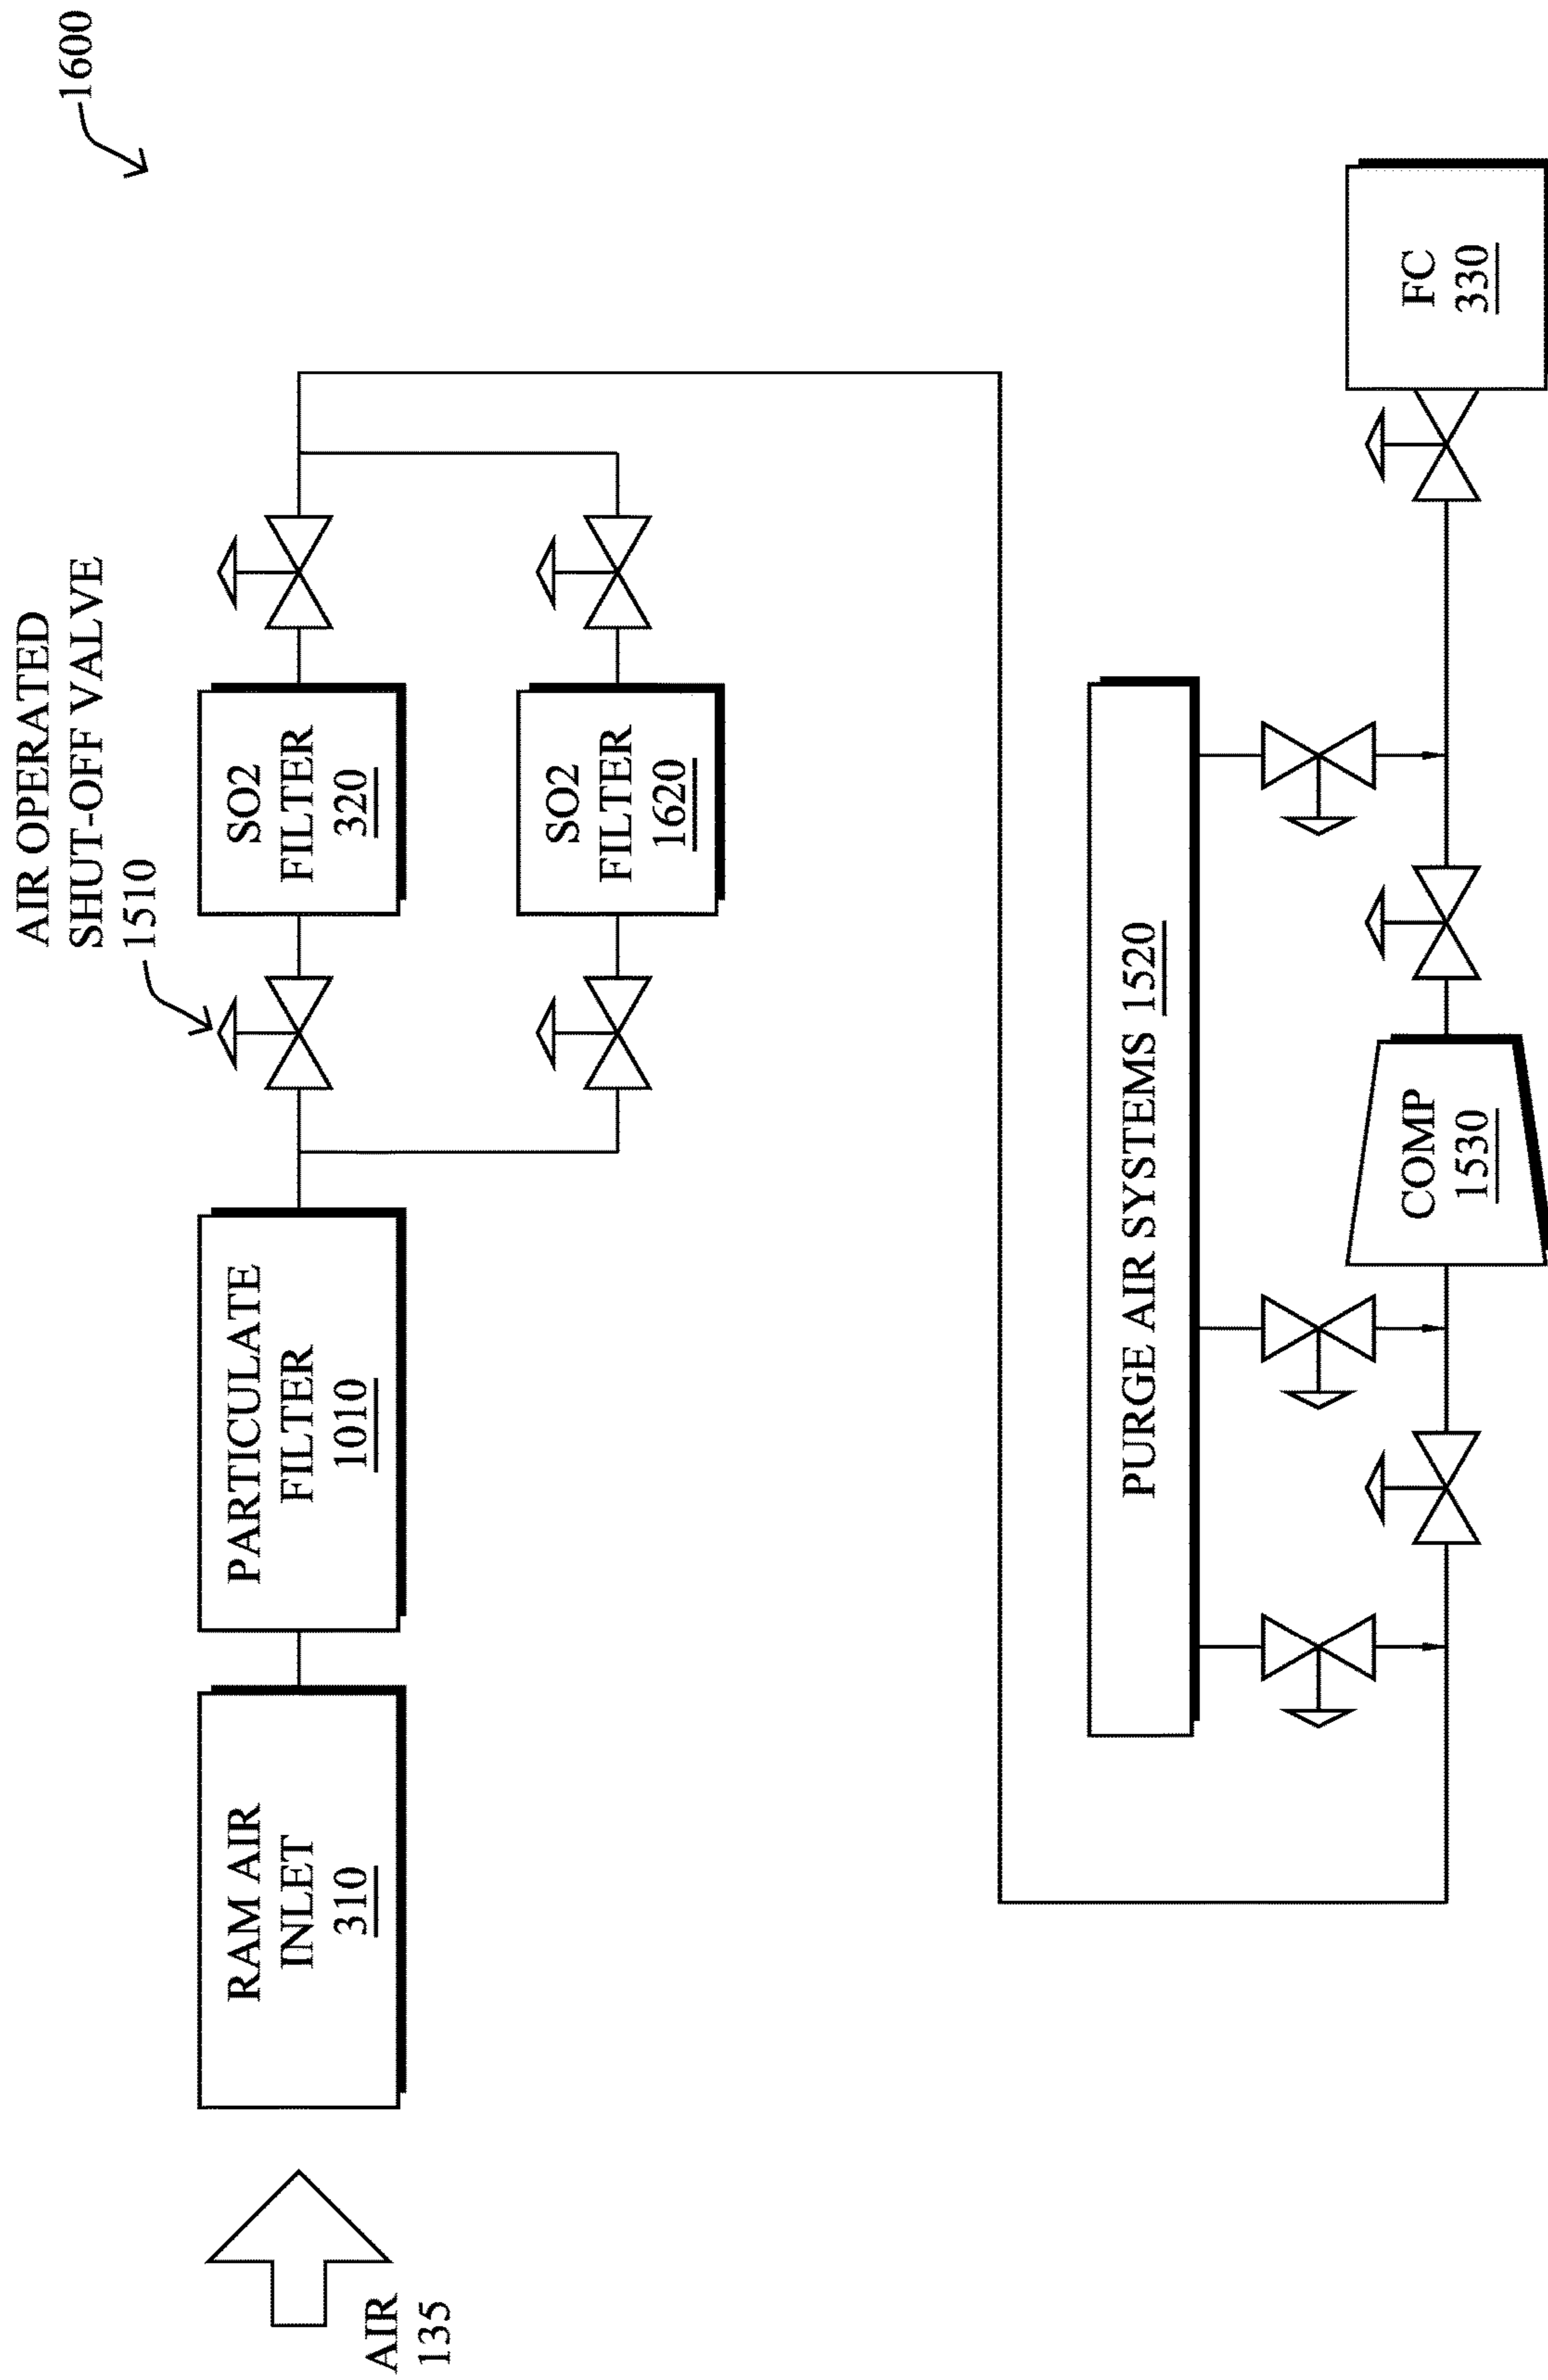 1600
AIR OPERATED
SHUT-OFF VALVE
1510
AIR
135
RAM AIR
INLET
310
PARTICULATE
FILTER
1010
SO2
FILTER
320
SO2
FILTER
1620
PURGE AIR SYSTEMS 1520
COMP
1530
FC
330